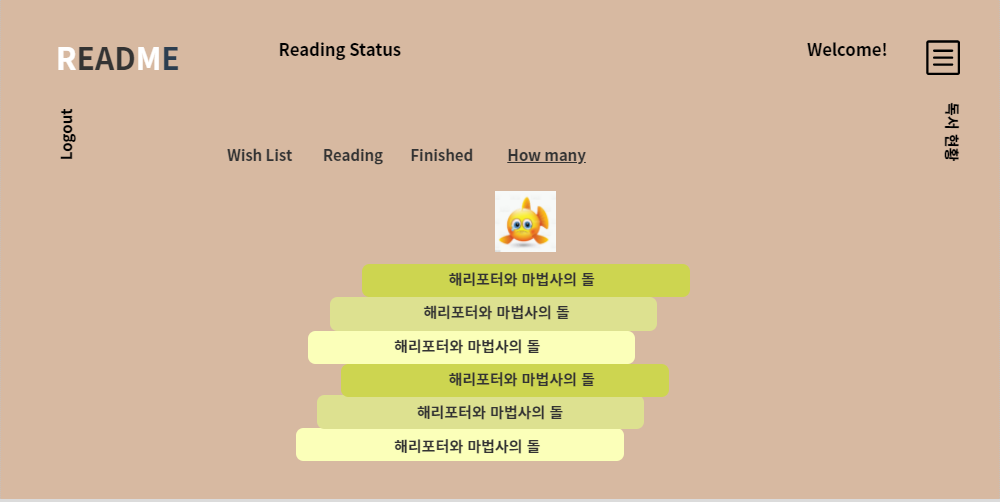 README
Reading Status
Welcome!
Logout
독서 현황
Wish List
Reading
Finished
How many
해리포터와 마법사의 돌
해리포터와 마법사의 돌
해리포터와 마법사의 돌
해리포터와 마법사의 돌
해리포터와 마법사의 돌
해리포터와 마법사의 돌